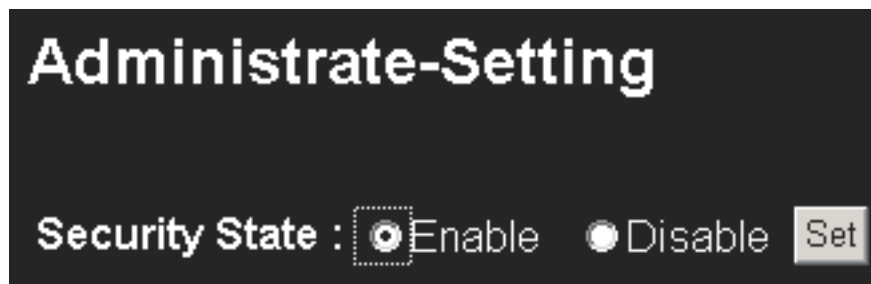 Administrate-Setting
Security State : Enable Disable Set